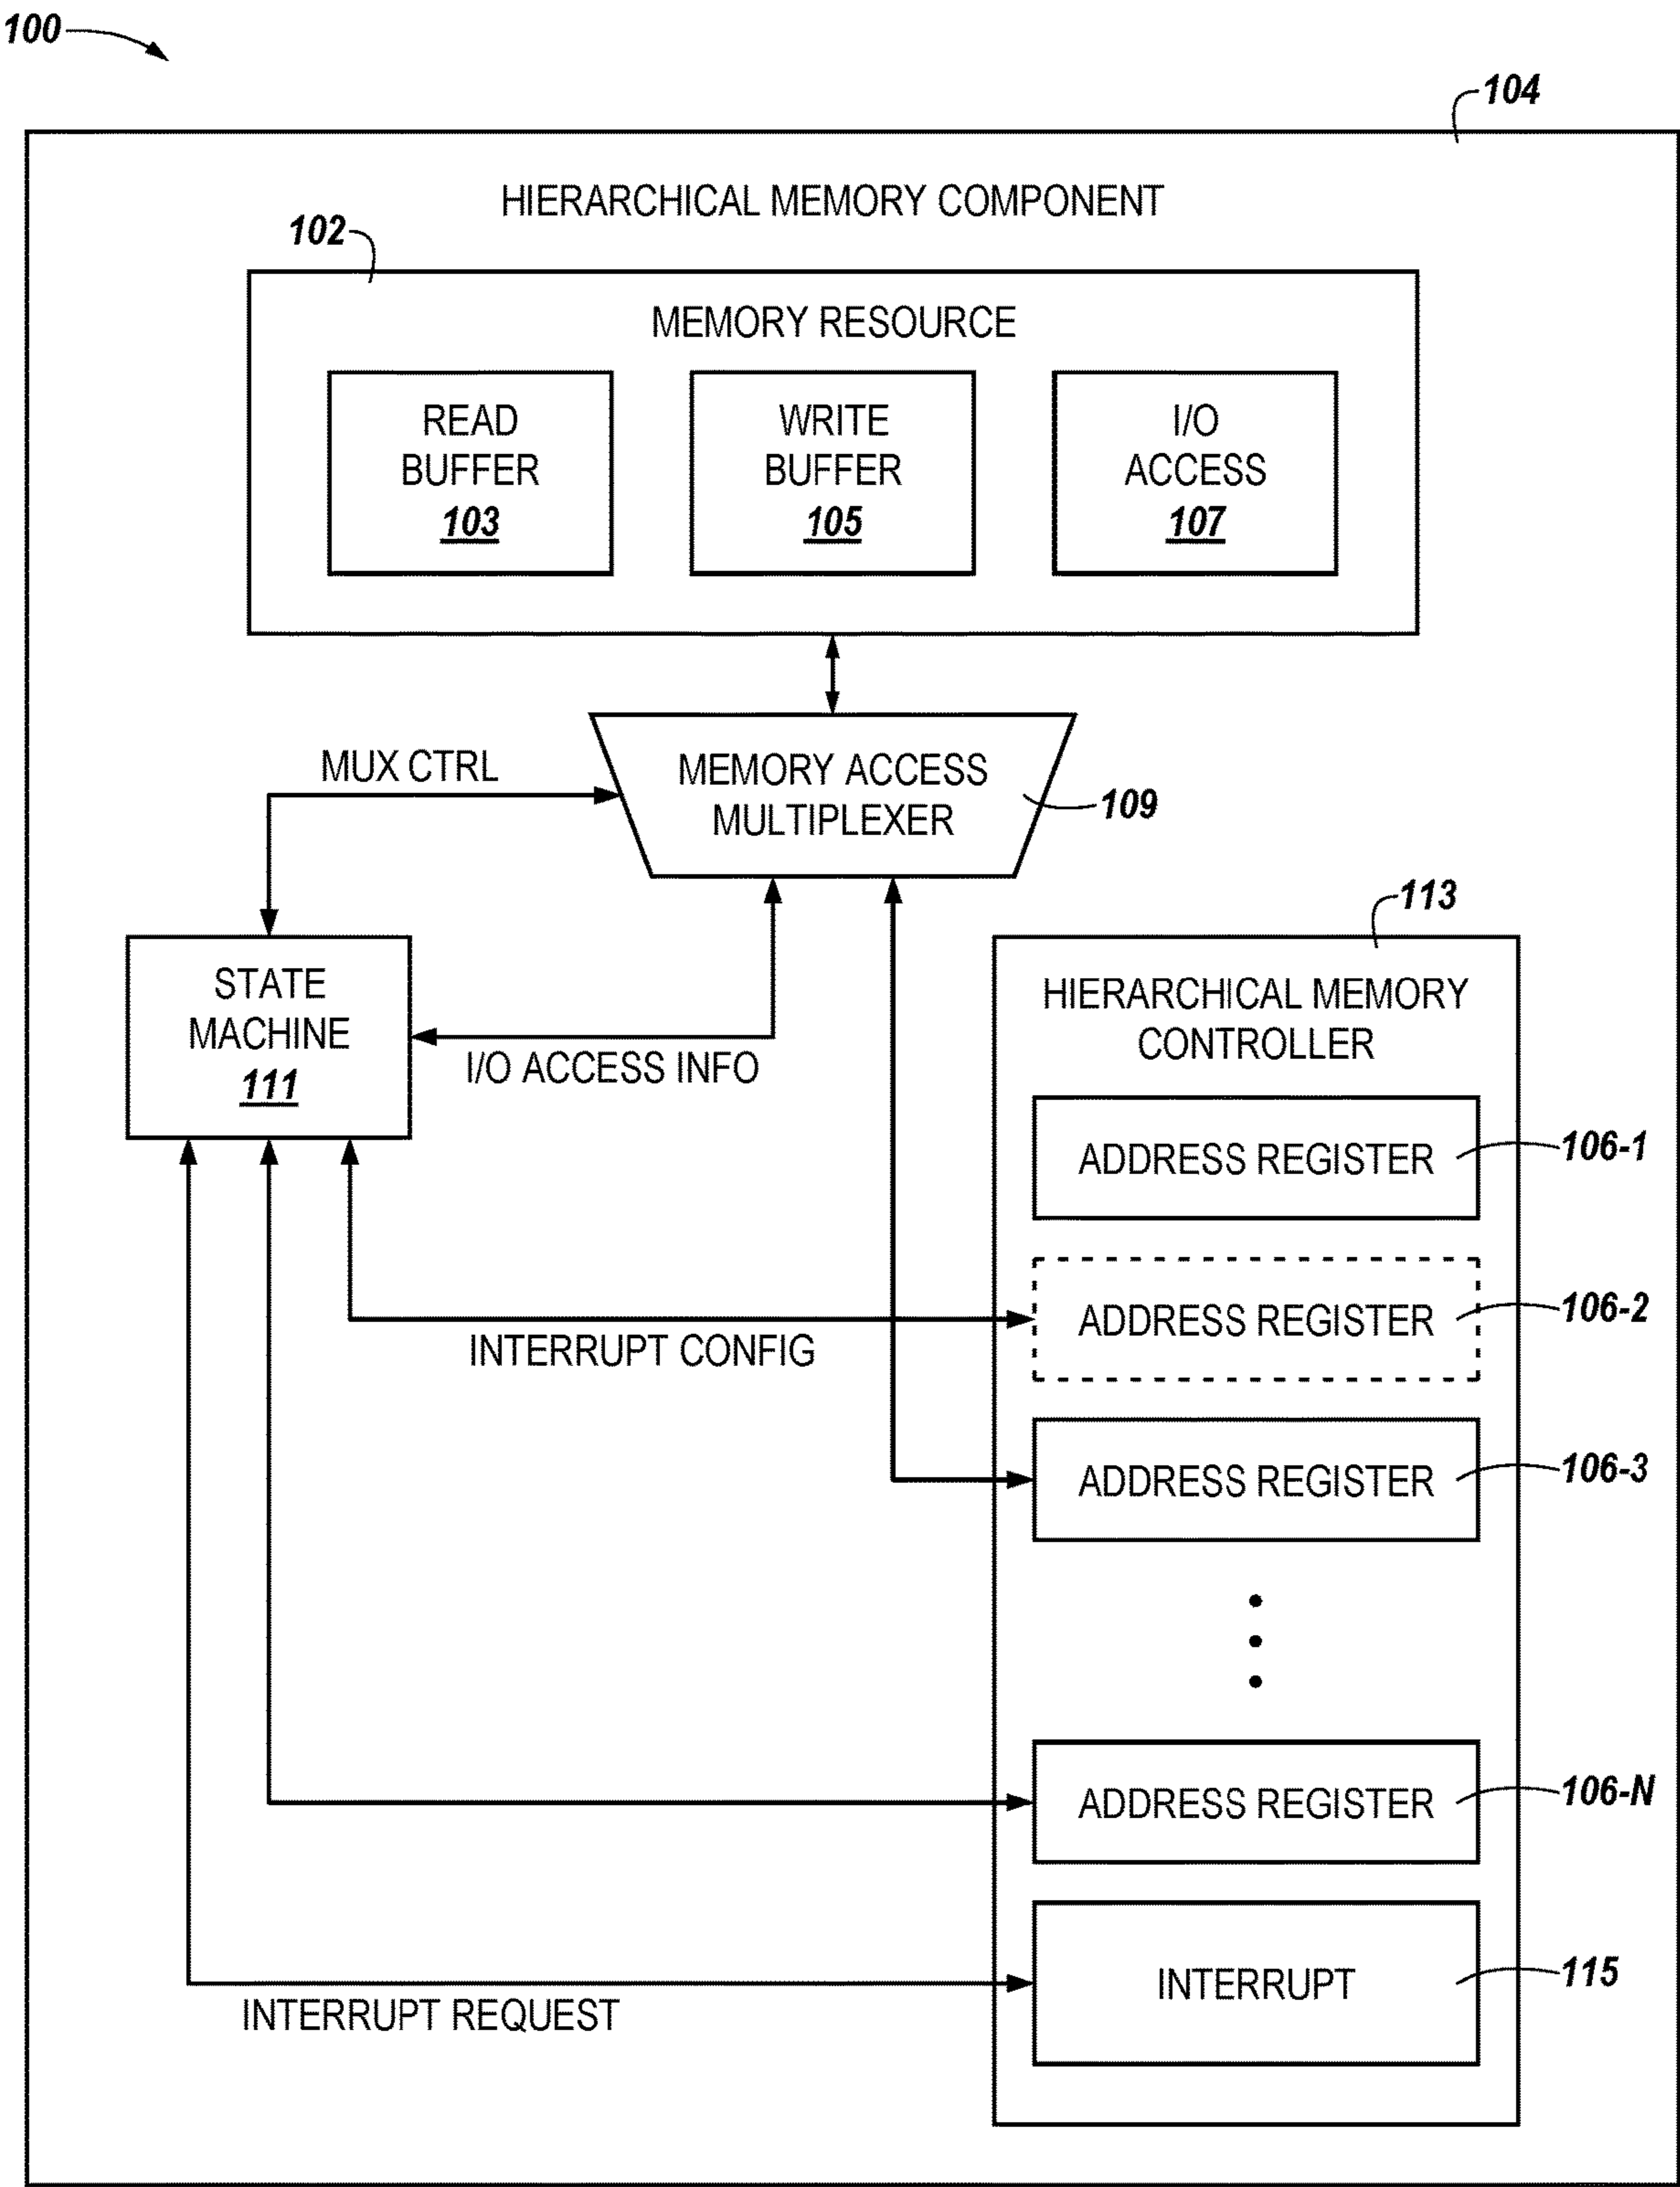 100
104
HIERARCHICAL MEMORY COMPONENT
102
MEMORY RESOURCE
READ
BUFFER
103
WRITE
BUFFER
105
I/O
ACCESS
107
MUX CTRL
MEMORY ACCESS
MULTIPLEXER
109
STATE
MACHINE
111
I/O ACCESS INFO
113
HIERARCHICAL MEMORY
CONTROLLER
ADDRESS REGISTER
106-1
ADDRESS REGISTER
106-2
INTERRUPT CONFIG
ADDRESS REGISTER
106-3
ADDRESS REGISTER
106-N
INTERRUPT
115
INTERRUPT REQUEST